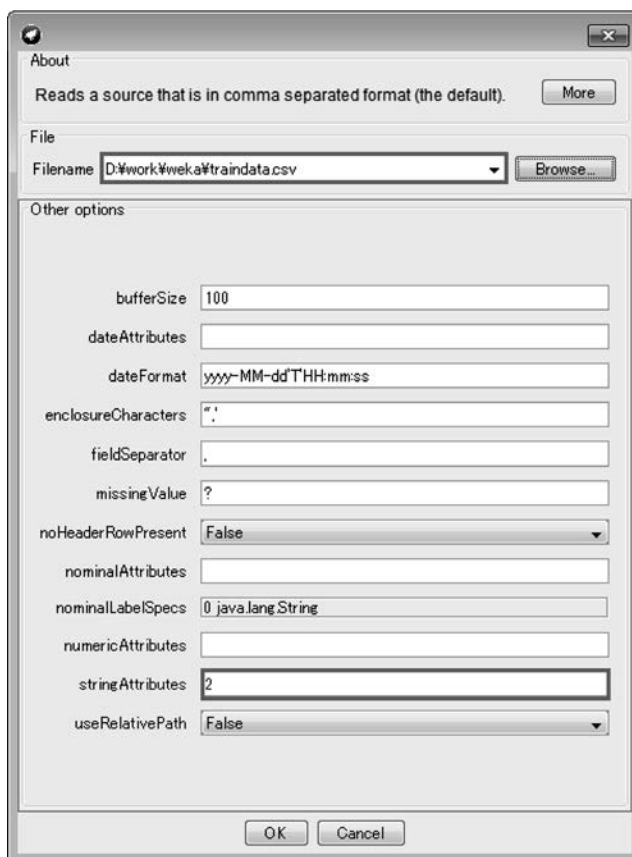 About
Reads a source that is in comma separated format (the default). More
File
Filename D:¥work¥weka¥traindata.csv Browse...
Other options
bufferSize 100
dateAttributes
dateFormat yyyy-MM-dd'T'HH:mm:ss
enclosureCharacters ",'
fieldSeparator ,
missingValue ?
noHeaderRowPresent False
nominalAttributes
nominalLabelSpecs 0 java.lang.String
numericAttributes
stringAttributes 2
useRelativePath False
OK Cancel